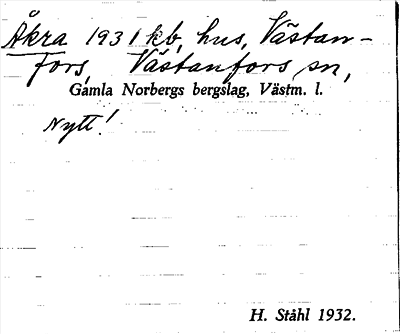 Åkra 1931 kb, hus, Västan-
fors, Västanfors sn,
Gamla Norbergs bergslag, Västm. l.
Nytt!
H. Ståhl 1932.